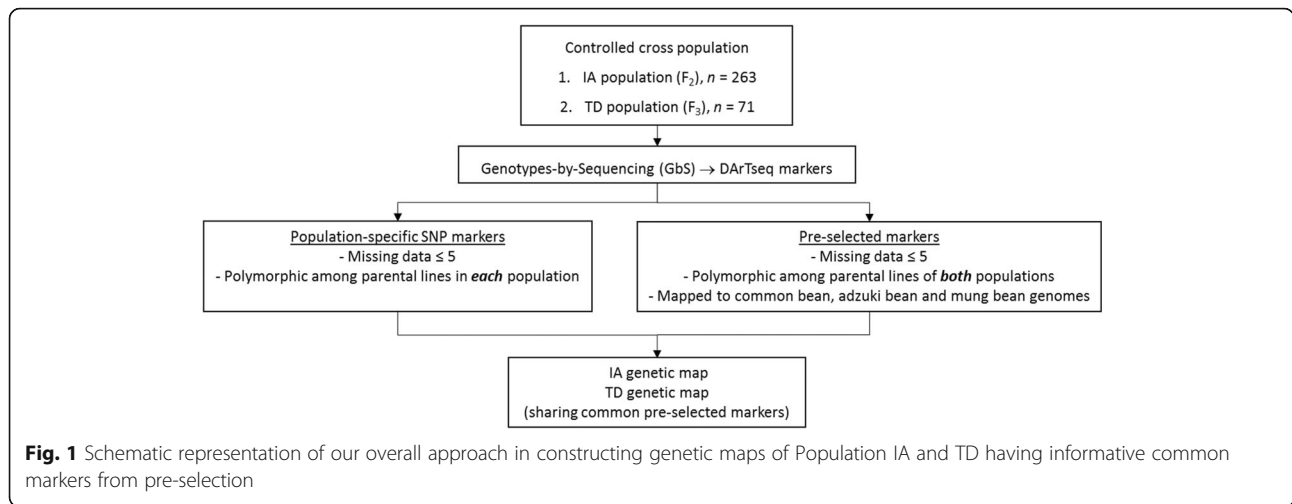 Controlled cross population
1. IA population (F₂), n = 263
2. TD population (F₃), n = 71
Genotypes-by-Sequencing (GbS) → DArTseq markers
Population-specific SNP markers
- Missing data ≤ 5
- Polymorphic among parental lines in each population
Pre-selected markers
- Missing data ≤ 5
- Polymorphic among parental lines of both populations
- Mapped to common bean, adzuki bean and mung bean genomes
IA genetic map
TD genetic map
(sharing common pre-selected markers)
Fig. 1 Schematic representation of our overall approach in constructing genetic maps of Population IA and TD having informative common
markers from pre-selection